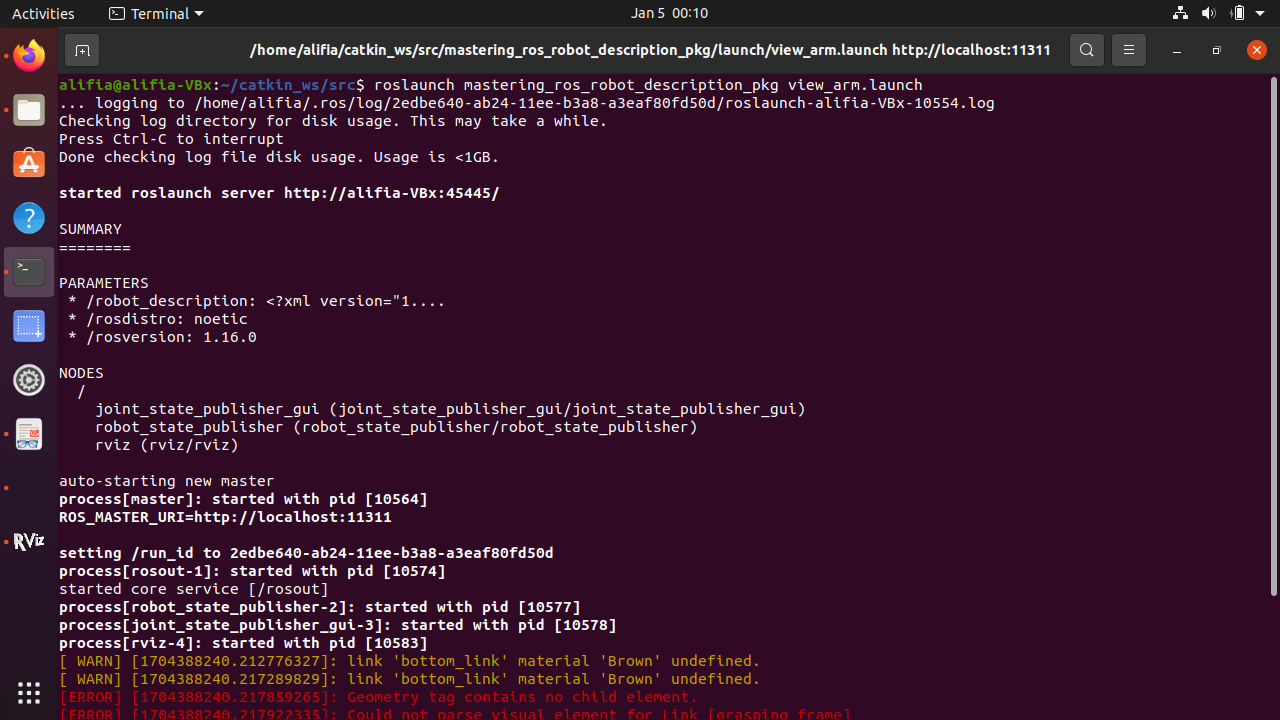 Activities
Terminal
Jan 5 00:10
/home/alifia/catkin_ws/src/mastering_ros_robot_description_pkg/launch/view_arm.launch http://localhost:11311
alifia@alifia-VBx:~/catkin_ws/src$ roslaunch mastering_ros_robot_description_pkg view_arm.launch
... logging to /home/alifia/.ros/log/2edbe640-ab24-11ee-b3a8-a3eaf80fd50d/roslaunch-alifia-VBx-10554.log
Checking log directory for disk usage. This may take a while.
Press Ctrl-C to interrupt
Done checking log file disk usage. Usage is <1GB.
started roslaunch server http://alifia-VBx:45445/
SUMMARY
========
PARAMETERS
* /robot_description: <?xml version="1....
* /rosdistro: noetic
* /rosversion: 1.16.0
NODES
/
joint_state_publisher_gui (joint_state_publisher_gui/joint_state_publisher_gui)
robot_state_publisher (robot_state_publisher/robot_state_publisher)
rviz (rviz/rviz)
auto-starting new master
process[master]: started with pid [10564]
ROS_MASTER_URI=http://localhost:11311
setting /run_id to 2edbe640-ab24-11ee-b3a8-a3eaf80fd50d
process[rosout-1]: started with pid [10574]
started core service [/rosout]
process[robot_state_publisher-2]: started with pid [10577]
process[joint_state_publisher_gui-3]: started with pid [10578]
process[rviz-4]: started with pid [10583]
[ WARN] [1704388240.212776327]: link 'bottom_link' material 'Brown' undefined.
[ WARN] [1704388240.217289829]: link 'bottom_link' material 'Brown' undefined.
[ERROR] [1704388240.217859265]: Geometry tag contains no child element.
[ERROR] [1704388240.217922335]: Could not parse visual element for Link [grasping_frame]
RViz